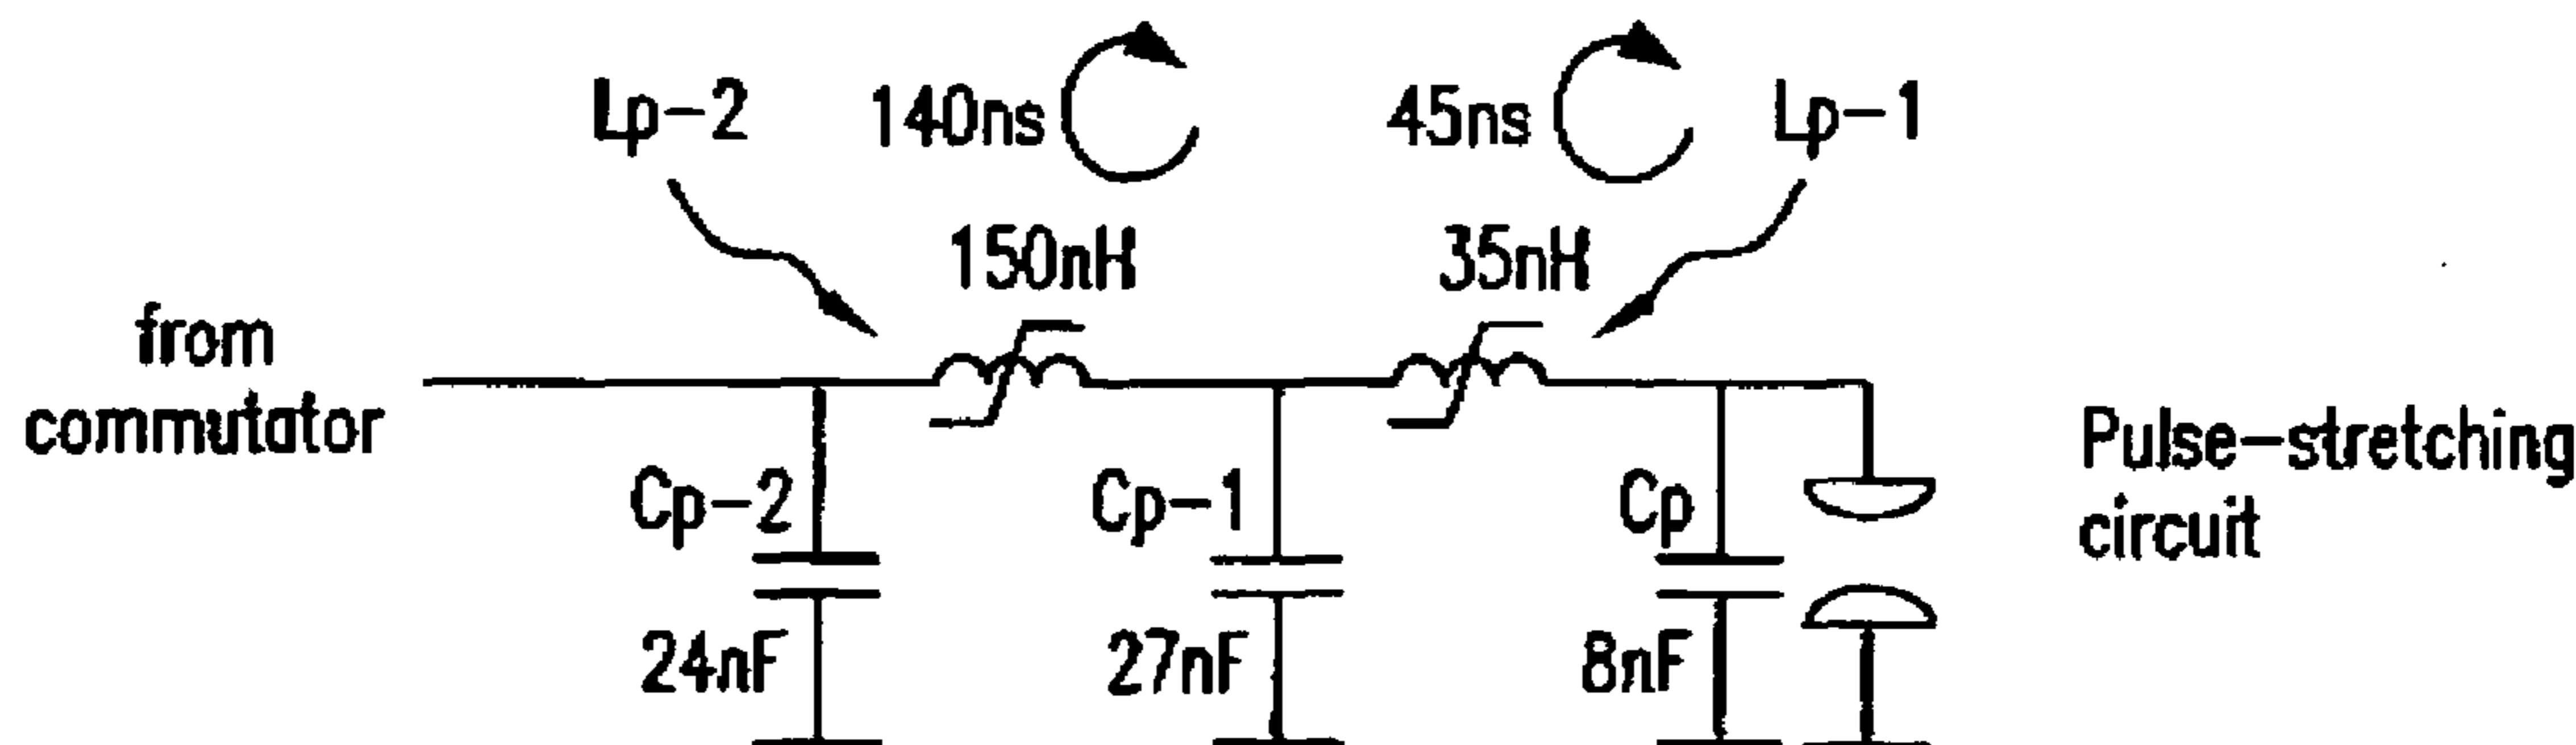 Lp-2
140ns
45ns
Lp-1
150nH
35nH
from
commutator
Cp-2
Cp-1
Cp
Pulse-stretching
circuit
24nF
27nF
8nF